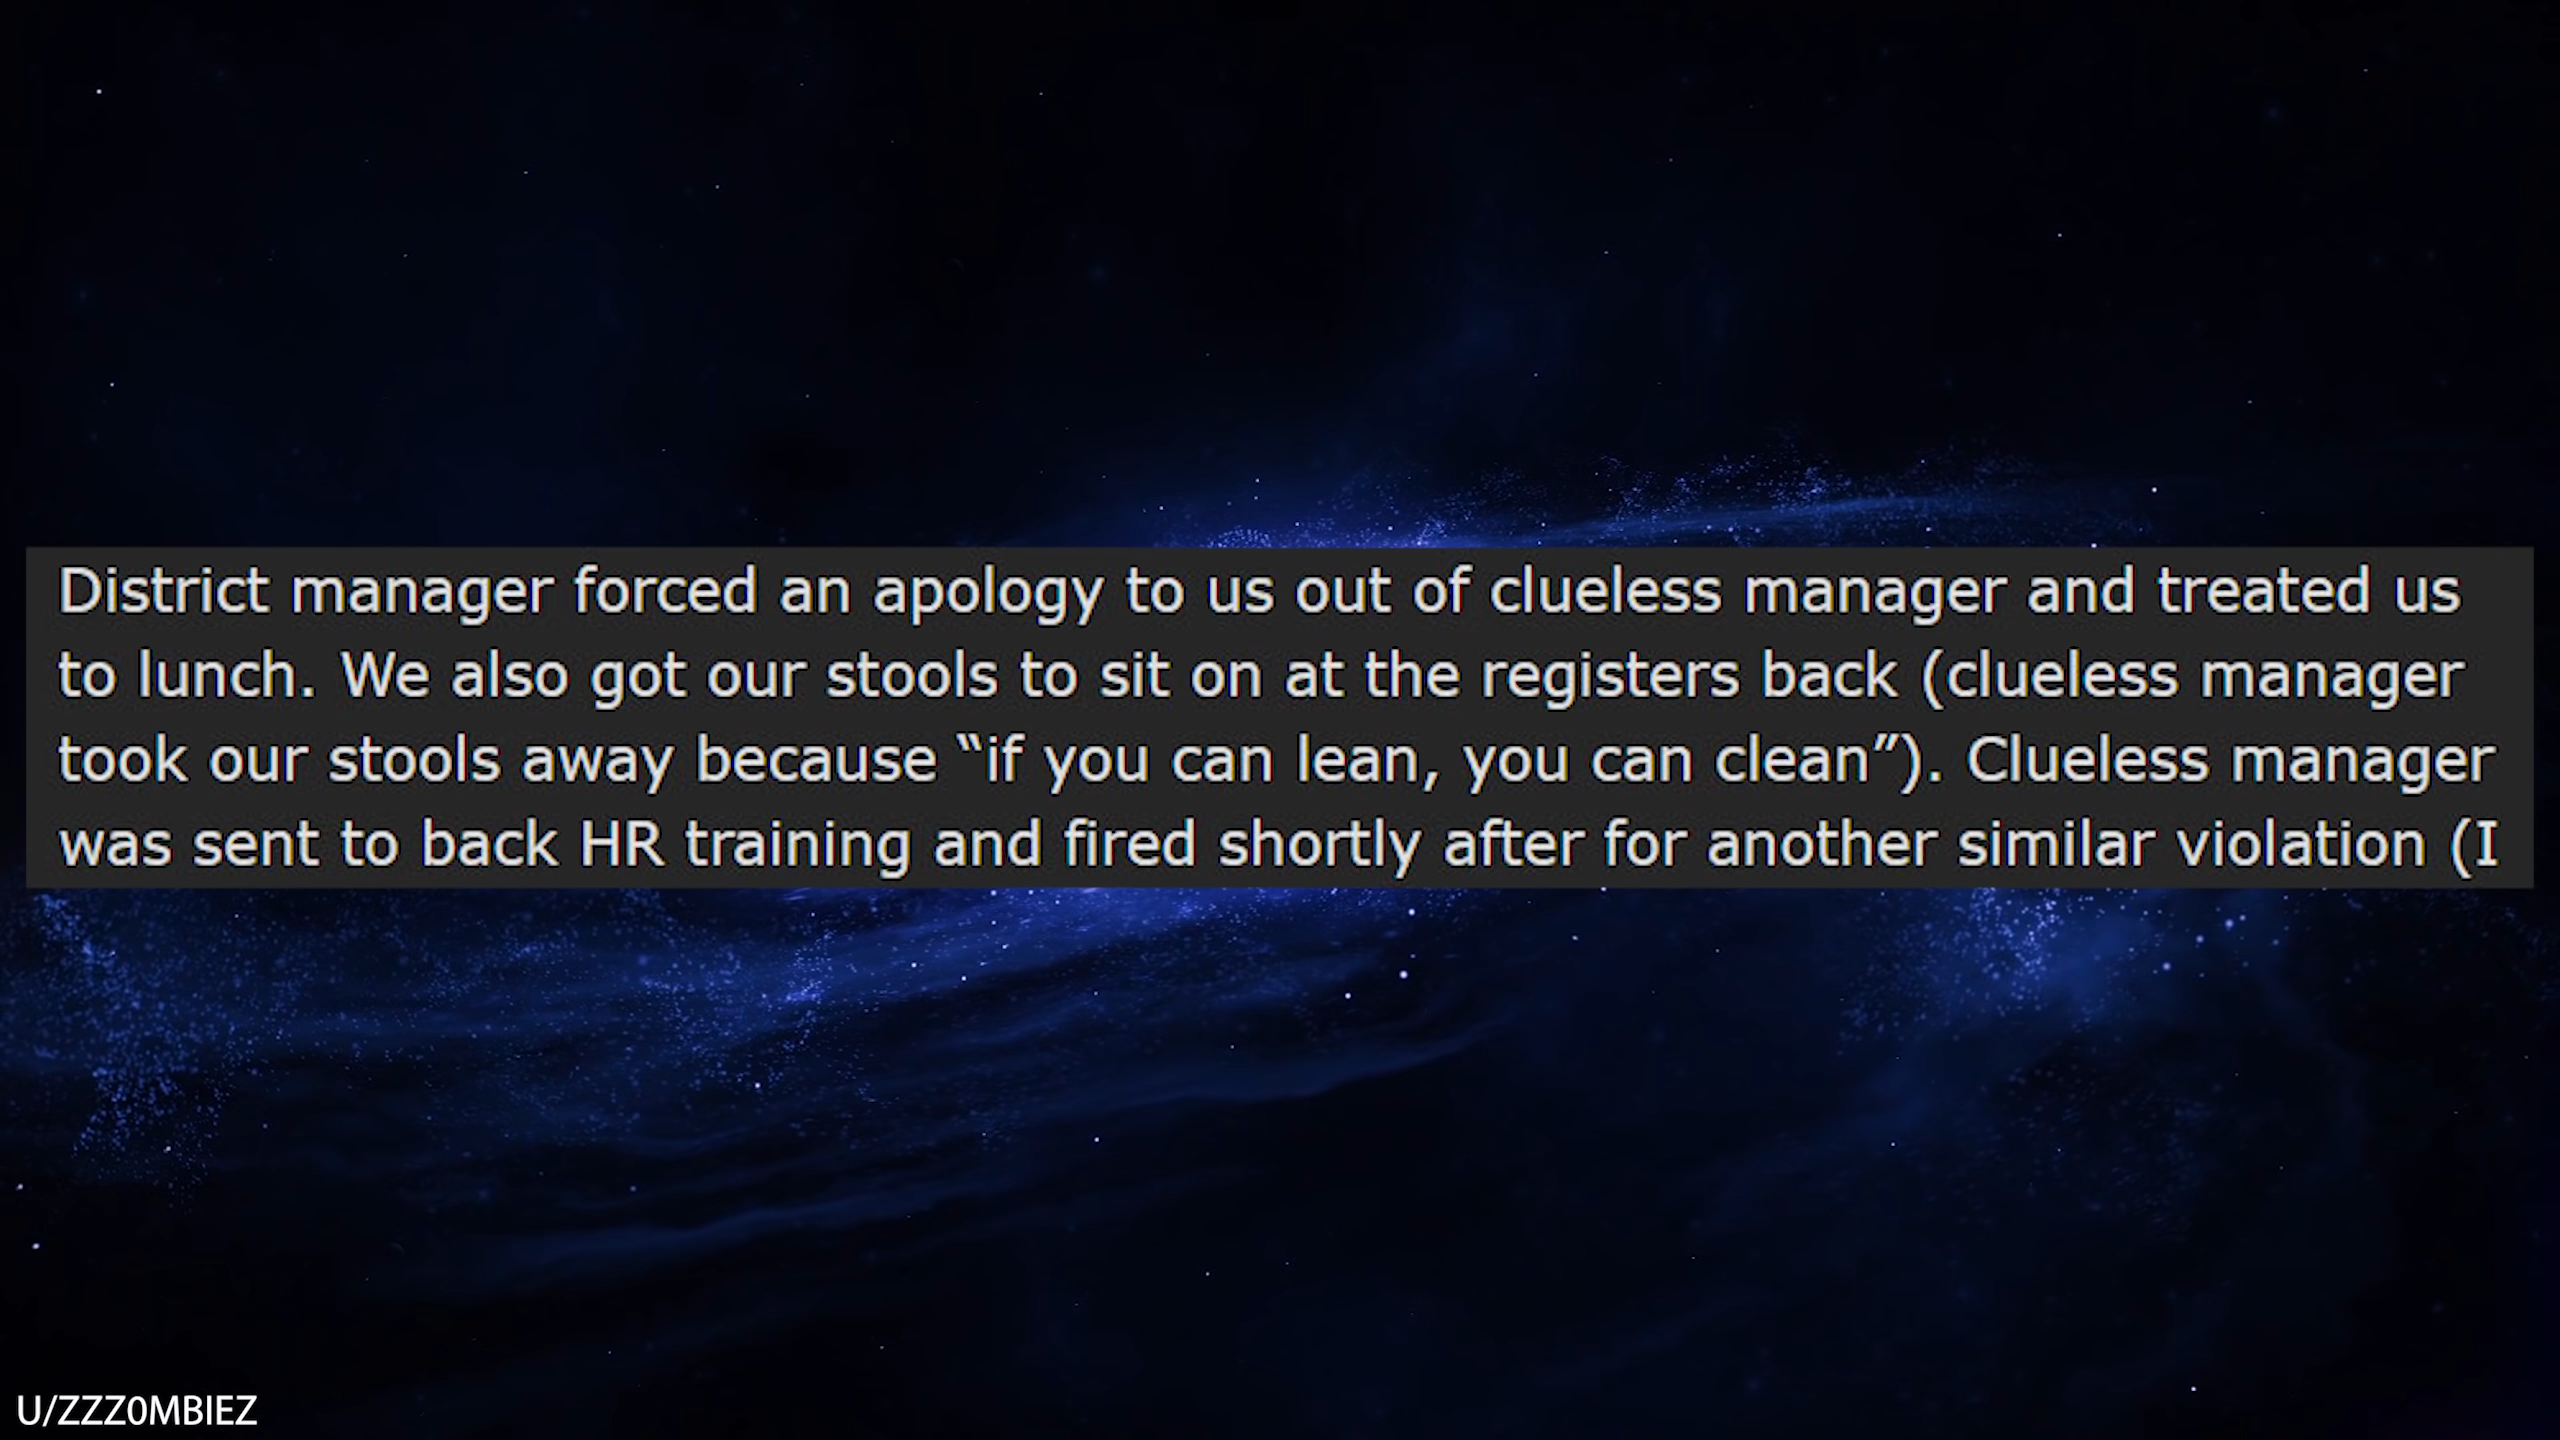 District manager forced an apology to us out of clueless manager and treated us
to lunch. We also got our stools to sit on at the registers back (clueless manager
took our stools away because “if you can lean, you can clean”). Clueless manager
was sent to back HR training and fired shortly after for another similar violation (I
U/ZZZ0MBIEZ